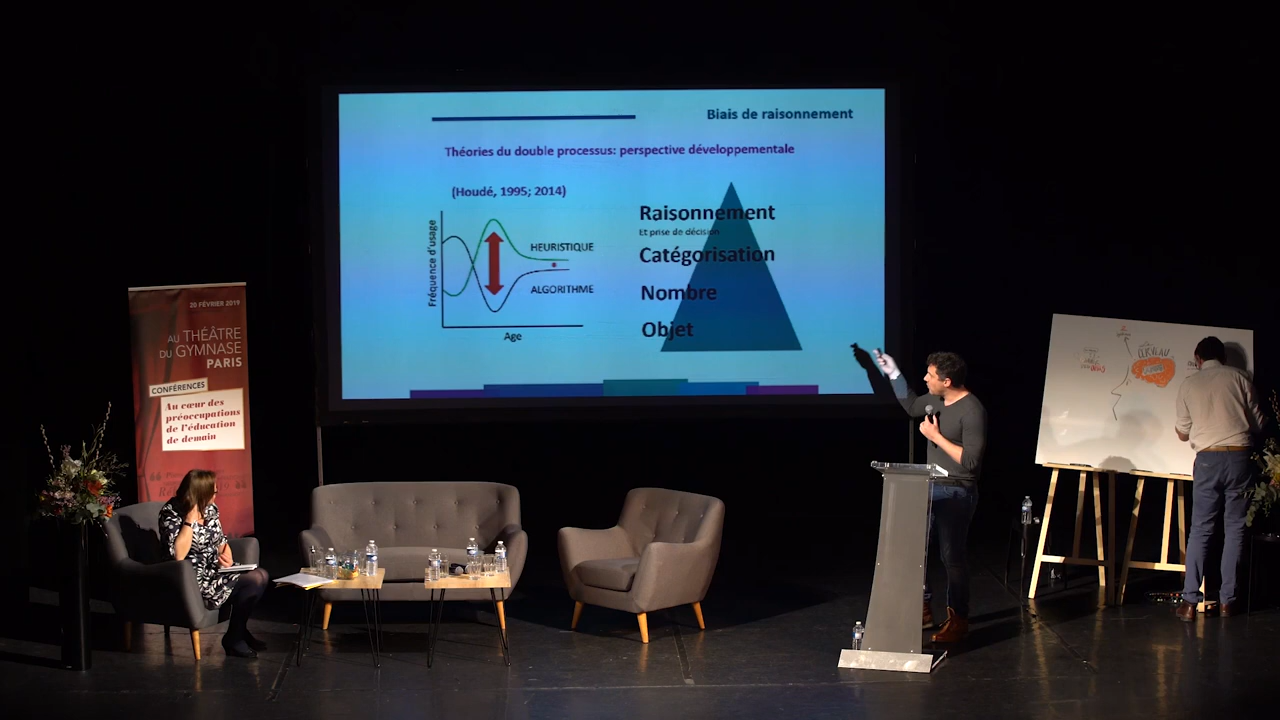 Biais de raisonnement
Théories du double processus: perspective développementale
(Houdé, 1995; 2014)
Fréquence d'usage
HEURISTIQUE
ALGORITHME
Age
Raisonnement
Et prise de décision
Catégorisation
Nombre
Objet
20 FÉVRIER 2019
AU THÉÂTRE
DU GYMNASE
PARIS
CONFÉRENCES
Au cœur des
préoccupations
de l'éducation
de demain
CERVEAU